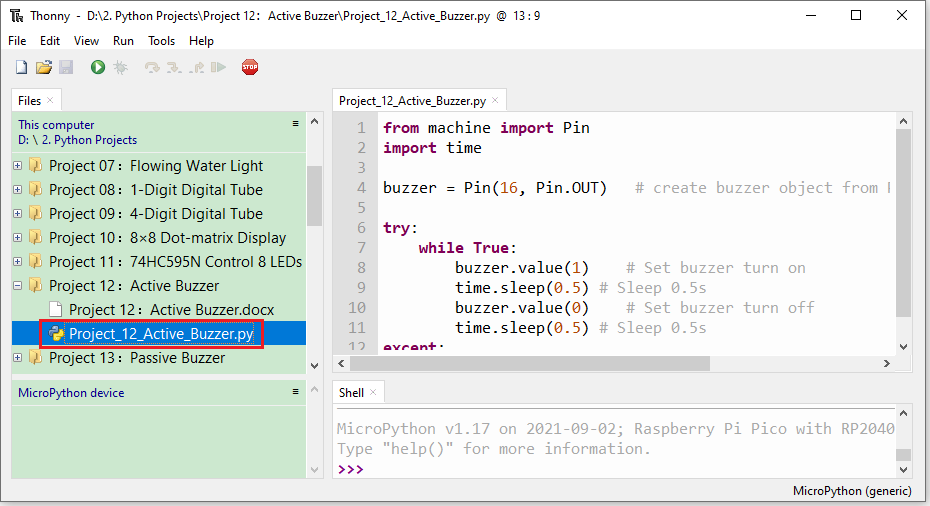 Thonny - D:\2. Python Projects\Project 12: Active Buzzer\Project_12_Active_Buzzer.py @ 13 : 9
File Edit View Run Tools Help
STOP
Files ×
This computer
D: \ 2. Python Projects
Project 07: Flowing Water Light
Project 08: 1-Digit Digital Tube
Project 09: 4-Digit Digital Tube
Project 10: 8×8 Dot-matrix Display
Project 11: 74HC595N Control 8 LEDs
Project 12: Active Buzzer
Project 12: Active Buzzer.docx
Project_12_Active_Buzzer.py
Project 13: Passive Buzzer
MicroPython device
Project_12_Active_Buzzer.py ×
1 from machine import Pin
2 import time
3
4 buzzer = Pin(16, Pin.OUT)   # create buzzer object from
5
6 try:
7     while True:
8         buzzer.value(1)    # Set buzzer turn on
9         time.sleep(0.5) # Sleep 0.5s
10         buzzer.value(0)    # Set buzzer turn off
11         time.sleep(0.5) # Sleep 0.5s
12 except:
Shell ×
MicroPython v1.17 on 2021-09-02; Raspberry Pi Pico with RP2040
Type "help()" for more information.
>>>
MicroPython (generic)